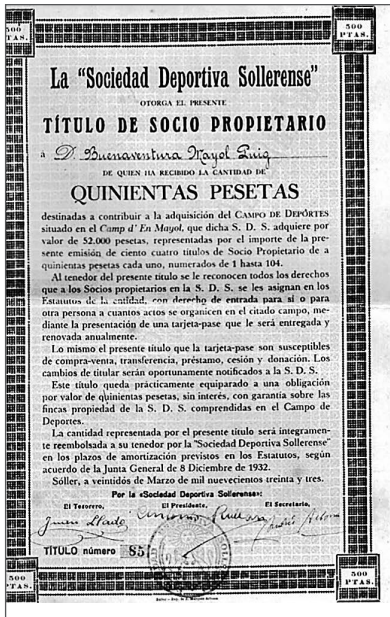 500 PTAS.
500 PTAS.
La "Sociedad Deportiva Sollerense"
OTORGA EL PRESENTE
TÍTULO DE SOCIO PROPIETARIO
á D. Buenaventura Mayol Puig
DE QUIEN HA RECIBIDO LA CANTIDAD DE
QUINIENTAS PESETAS
destinadas a contribuir a la adquisición del CAMPO DE DEPÓRTES
situado en el Camp d' En Mayol, que dicha S. D. S. adquiere por
valor de 52.000 pesetas, representadas por el importe de la pre-
sente emisión de ciento cuatro títulos de Socio Propietario de a
quinientas pesetas cada uno, numerados de 1 hasta 104.
Al tenedor del presente título se le reconocen todos los derechos
que a los Socios propietarios en la S. D. S. se les asignan en los
Estatutos de la entidad, con derecho de entrada para sí o para
otra persona a cuantos actos se organicen en el citado campo, me-
diante la presentación de una tarjeta-pase que le será entregada y
renovada anualmente.
Lo mismo el presente título que la tarjeta-pase son susceptibles
de compra-venta, transferencia, préstamo, cesión y donación. Los
cambios de titular serán oportunamente notificados a la S. D. S.
Este título queda prácticamente equiparado a una obligación
por valor de quinientas pesetas, sin interés, con garantía sobre las
fincas propiedad de la S. D. S. comprendidas en el Campo de
Deportes.
La cantidad representada por el presente título será íntegramen-
te reembolsada a su tenedor por la "Sociedad Deportiva Sollerense"
en los plazos de amortización previstos en los Estatutos, según
acuerdo de la Junta General de 8 Diciembre de 1932.
Sóller, a veintidós de Marzo de mil nuevecientos treinta y tres.
Por la «Sociedad Deportiva Sollerense»:
El Tesorero, El Presidente, El Secretario,
Juan Lladó Antonio
TÍTULO número 85
500 PTAS.
500 PTAS.